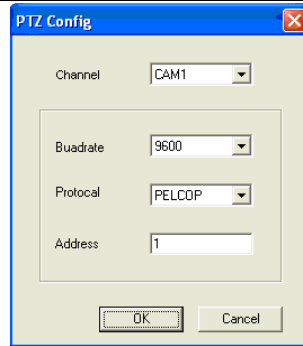 PTZ Config
Channel CAM1
Buadrate 9600
Protocal PELCOP
Address 1
OK Cancel